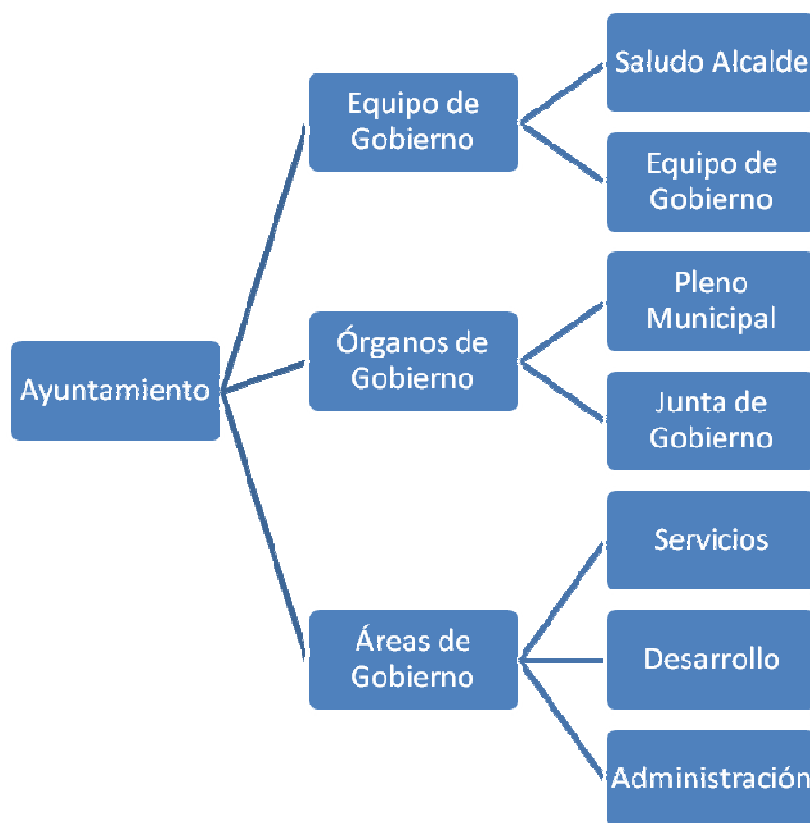 Ayuntamiento
Equipo de
Gobierno
Saludo Alcalde
Equipo de
Gobierno
Órganos de
Gobierno
Pleno
Municipal
Junta de
Gobierno
Áreas de
Gobierno
Servicios
Desarrollo
Administración